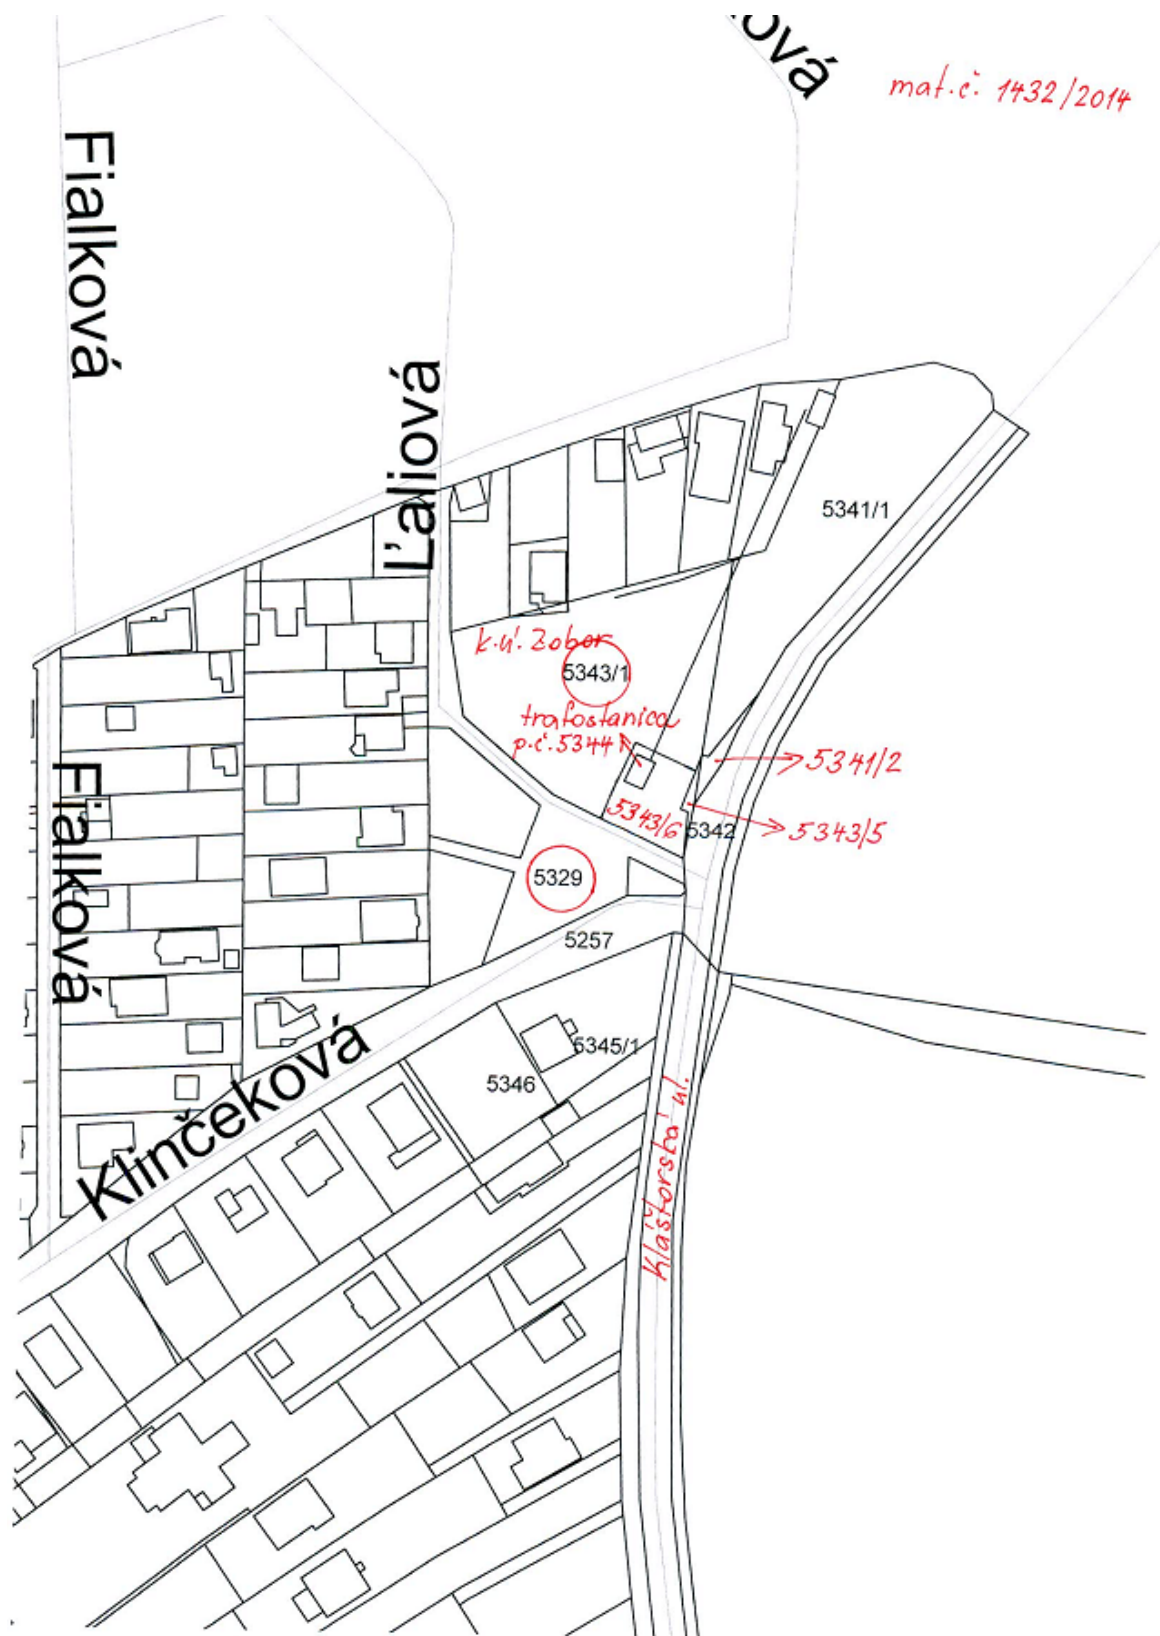 ová
mat.č. 1432/2014
Fialková
Ľaliová
5341/1
k.ú. Zobor
5343/1
trafostanica
p.č. 5344
5341/2
5343/6
5342
5343/5
Fialková
5329
5257
Klinčeková
5345/1
5346
Kláštorská ul.